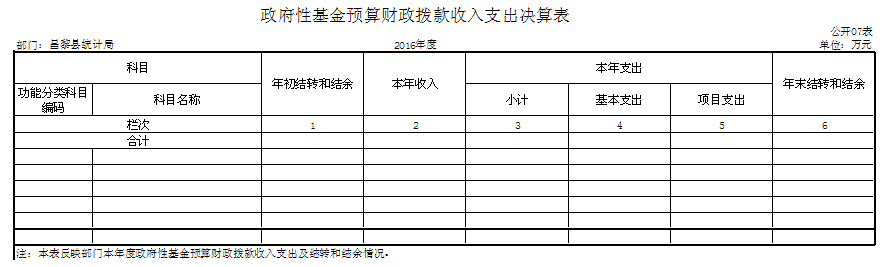 政府性基金预算财政拨款收入支出决算表
公开07表
部门：昌黎县统计局 2016年度 单位：万元
科目 年初结转和结余 本年收入 本年支出 年末结转和结余
功能分类科目编码 科目名称 小计 基本支出 项目支出
栏次 1 2 3 4 5 6
合计
注：本表反映部门本年度政府性基金预算财政拨款收入支出及结转和结余情况。